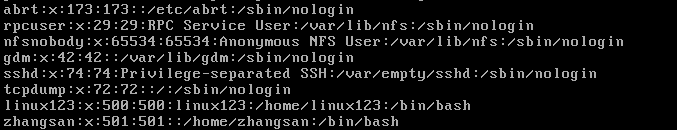 abrt:x:173:173::/etc/abrt:/sbin/nologin
rpcuser:x:29:29:RPC Service User:/var/lib/nfs:/sbin/nologin
nfsnobody:x:65534:65534:Anonymous NFS User:/var/lib/nfs:/sbin/nologin
gdm:x:42:42::/var/lib/gdm:/sbin/nologin
sshd:x:74:74:Privilege-separated SSH:/var/empty/sshd:/sbin/nologin
tcpdump:x:72:72::/:/sbin/nologin
linux123:x:500:500:linux123:/home/linux123:/bin/bash
zhangsan:x:501:501::/home/zhangsan:/bin/bash